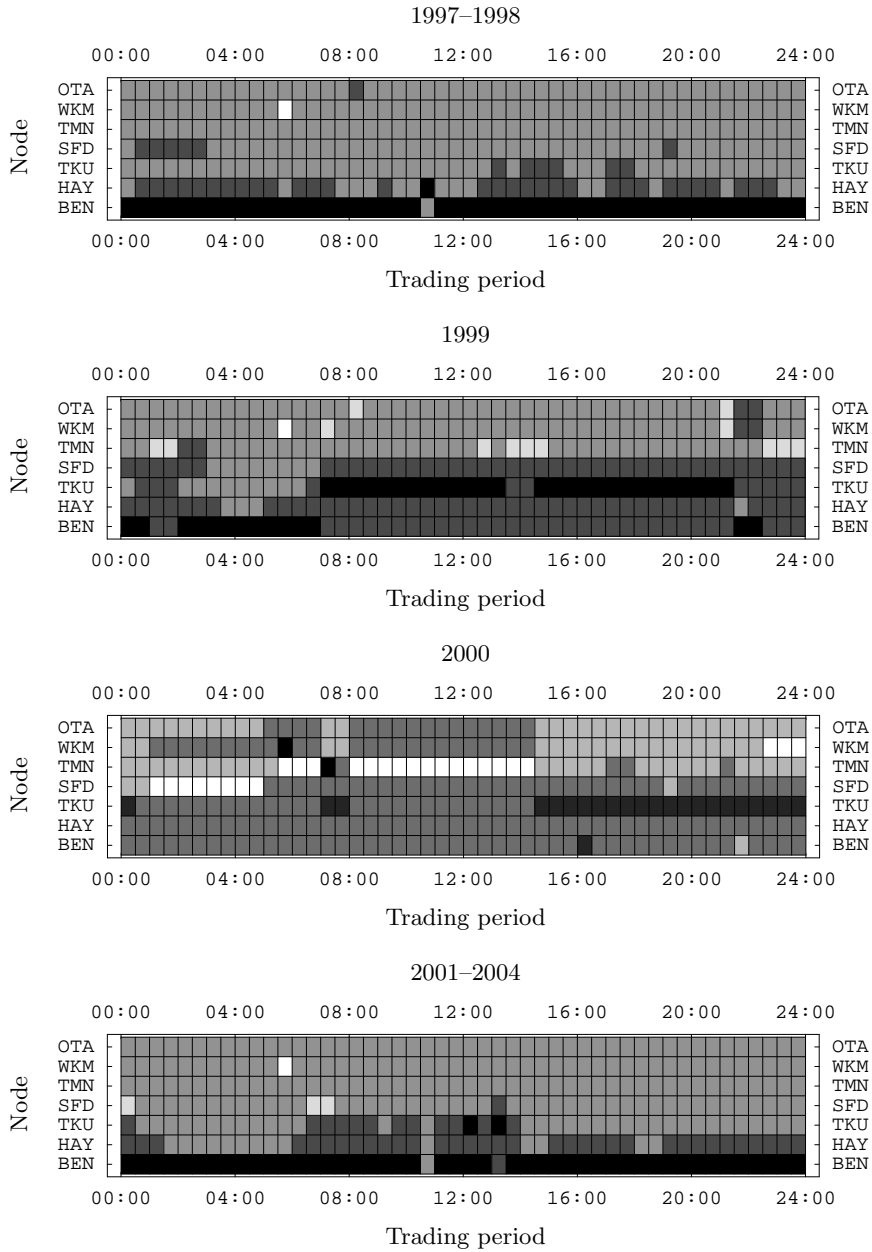 1997–1998
00:00 04:00 08:00 12:00 16:00 20:00 24:00
OTA OTA
WKM WKM
TMN TMN
SFD SFD
TKU TKU
HAY HAY
BEN BEN
Node
00:00 04:00 08:00 12:00 16:00 20:00 24:00
Trading period
1999
00:00 04:00 08:00 12:00 16:00 20:00 24:00
OTA OTA
WKM WKM
TMN TMN
SFD SFD
TKU TKU
HAY HAY
BEN BEN
Node
00:00 04:00 08:00 12:00 16:00 20:00 24:00
Trading period
2000
00:00 04:00 08:00 12:00 16:00 20:00 24:00
OTA OTA
WKM WKM
TMN TMN
SFD SFD
TKU TKU
HAY HAY
BEN BEN
Node
00:00 04:00 08:00 12:00 16:00 20:00 24:00
Trading period
2001–2004
00:00 04:00 08:00 12:00 16:00 20:00 24:00
OTA OTA
WKM WKM
TMN TMN
SFD SFD
TKU TKU
HAY HAY
BEN BEN
Node
00:00 04:00 08:00 12:00 16:00 20:00 24:00
Trading period